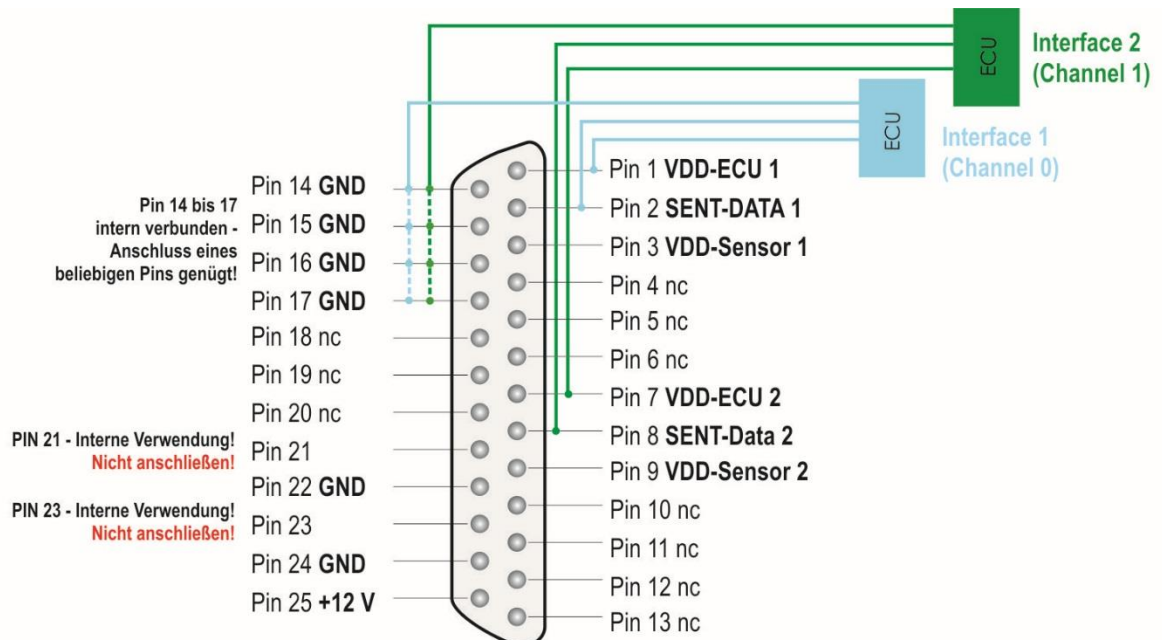 ECU
Interface 2
(Channel 1)
ECU
Interface 1
(Channel 0)
Pin 14 bis 17
intern verbunden -
Anschluss eines
beliebigen Pins genügt!
Pin 14 GND
Pin 15 GND
Pin 16 GND
Pin 17 GND
Pin 18 nc
Pin 19 nc
Pin 20 nc
PIN 21 - Interne Verwendung!
Nicht anschließen!
Pin 21
Pin 22 GND
PIN 23 - Interne Verwendung!
Nicht anschließen!
Pin 23
Pin 24 GND
Pin 25 +12 V
Pin 1 VDD-ECU 1
Pin 2 SENT-DATA 1
Pin 3 VDD-Sensor 1
Pin 4 nc
Pin 5 nc
Pin 6 nc
Pin 7 VDD-ECU 2
Pin 8 SENT-Data 2
Pin 9 VDD-Sensor 2
Pin 10 nc
Pin 11 nc
Pin 12 nc
Pin 13 nc